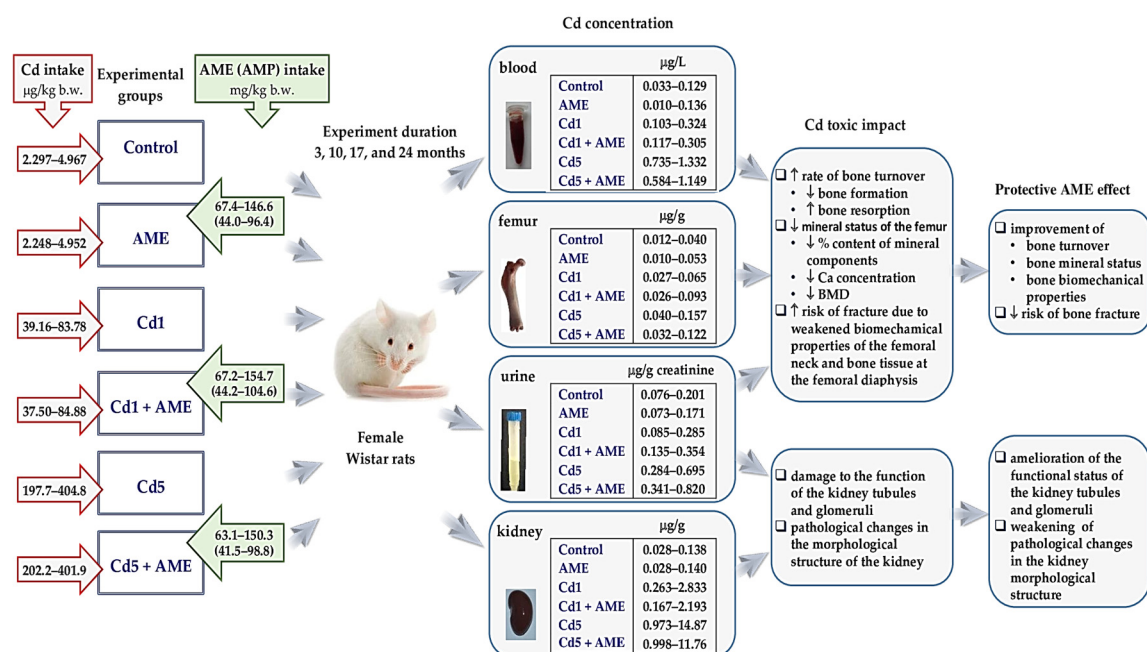 Cd concentration
Cd intake
µg/kg b.w.
Experimental
groups
AME (AMP) intake
mg/kg b.w.
2.297–4.967
Control
2.248–4.952
AME
67.4–146.6
(44.0–96.4)
39.16–83.78
Cd1
37.50–84.88
Cd1 + AME
67.2–154.7
(44.2–104.6)
197.7–404.8
Cd5
202.2–401.9
Cd5 + AME
63.1–150.3
(41.5–98.8)
Experiment duration
3, 10, 17, and 24 months
Female
Wistar rats
blood
µg/L
Control 0.033–0.129
AME 0.010–0.136
Cd1 0.103–0.324
Cd1 + AME 0.117–0.305
Cd5 0.735–1.332
Cd5 + AME 0.584–1.149
femur
µg/g
Control 0.012–0.040
AME 0.010–0.053
Cd1 0.027–0.065
Cd1 + AME 0.026–0.093
Cd5 0.040–0.157
Cd5 + AME 0.032–0.122
urine
µg/g creatinine
Control 0.076–0.201
AME 0.073–0.171
Cd1 0.085–0.285
Cd1 + AME 0.135–0.354
Cd5 0.284–0.695
Cd5 + AME 0.341–0.820
kidney
µg/g
Control 0.028–0.138
AME 0.028–0.140
Cd1 0.263–2.833
Cd1 + AME 0.167–2.193
Cd5 0.973–14.87
Cd5 + AME 0.998–11.76
Cd toxic impact
❑ ↑ rate of bone turnover
• ↓ bone formation
• ↑ bone resorption
❑ ↓ mineral status of the femur
• ↓ % content of mineral
components
• ↓ Ca concentration
• ↓ BMD
❑ ↑ risk of fracture due to
weakened biomechanical
properties of the femoral
neck and bone tissue at
the femoral diaphysis
❑ damage to the function
of the kidney tubules
and glomeruli
❑ pathological changes in
the morphological
structure of the kidney
Protective AME effect
❑ improvement of
• bone turnover
• bone mineral status
• bone biomechanical
properties
❑ ↓ risk of bone fracture
❑ amelioration of the
functional status of
the kidney tubules
and glomeruli
❑ weakening of
pathological changes
in the kidney
morphological
structure